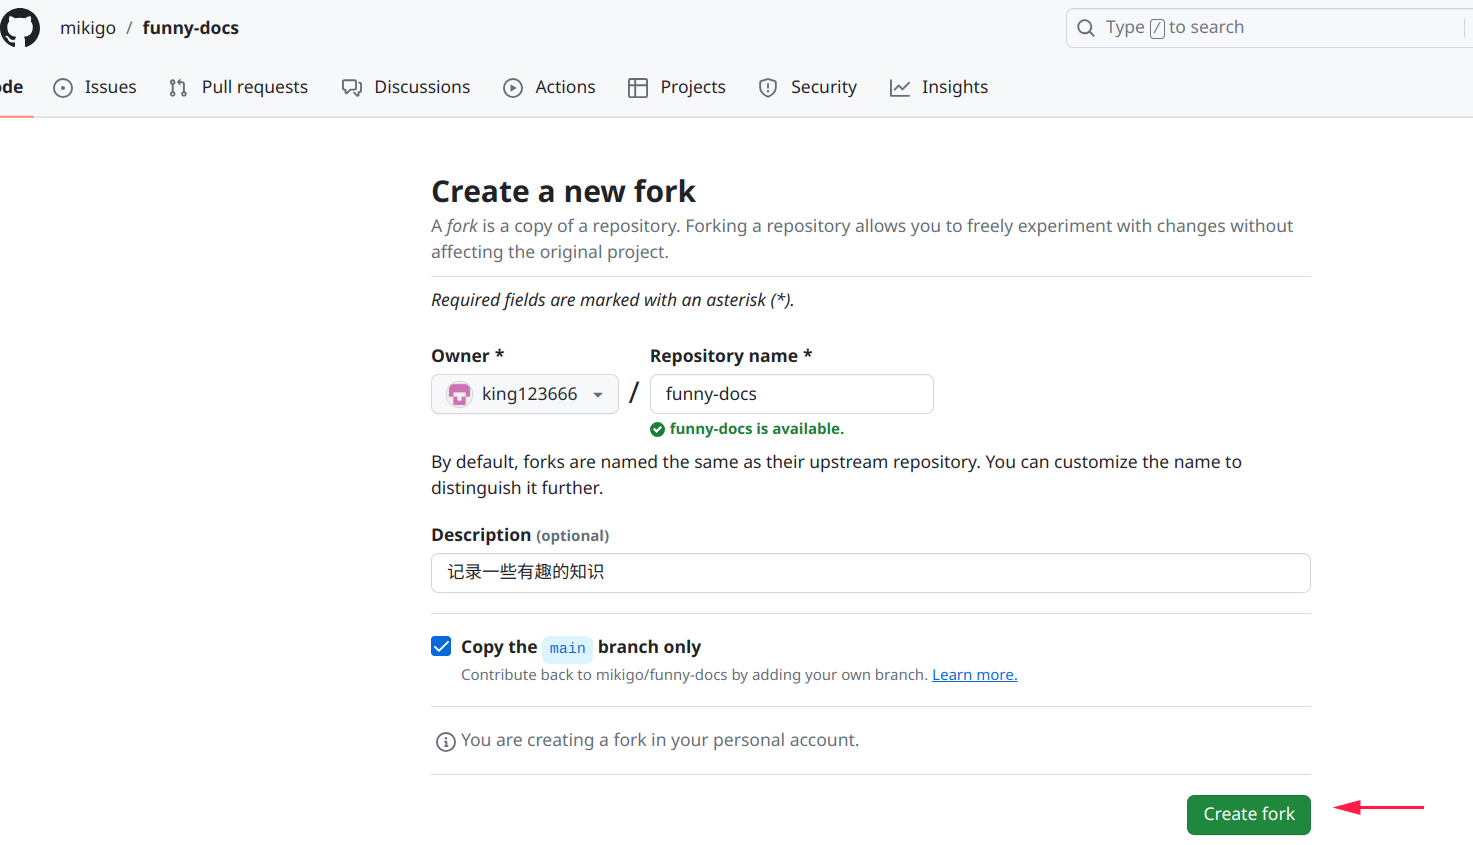 mikigo / funny-docs
Type / to search
de Issues Pull requests Discussions Actions Projects Security Insights
Create a new fork
A fork is a copy of a repository. Forking a repository allows you to freely experiment with changes without
affecting the original project.
Required fields are marked with an asterisk (*).
Owner * Repository name *
king123666 / funny-docs
funny-docs is available.
By default, forks are named the same as their upstream repository. You can customize the name to
distinguish it further.
Description (optional)
记录一些有趣的知识
Copy the main branch only
Contribute back to mikigo/funny-docs by adding your own branch. Learn more.
You are creating a fork in your personal account.
Create fork